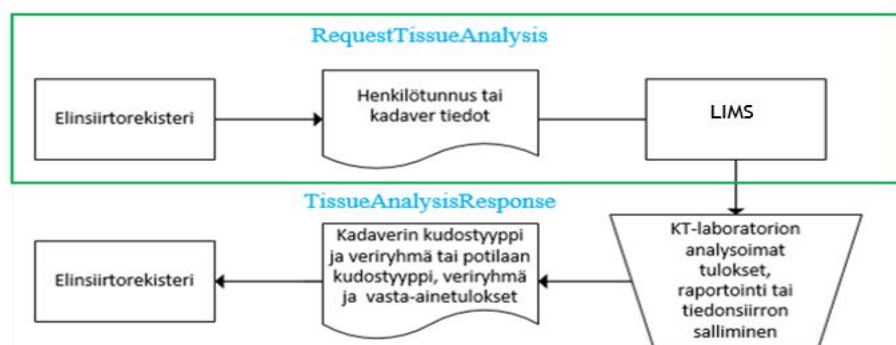 RequestTissueAnalysis
Elinsiirtorekisteri
Henkilötunnus tai
kadaver tiedot
LIMS
TissueAnalysisResponse
Elinsiirtorekisteri
Kadaverin kudostyyppi
ja veriryhmä tai potilaan
kudostyyppi, veriryhmä
ja vasta-ainetulokset
KT-laboratorion
analysoimat
tulokset,
raportointi tai
tiedonsiirron
salliminen